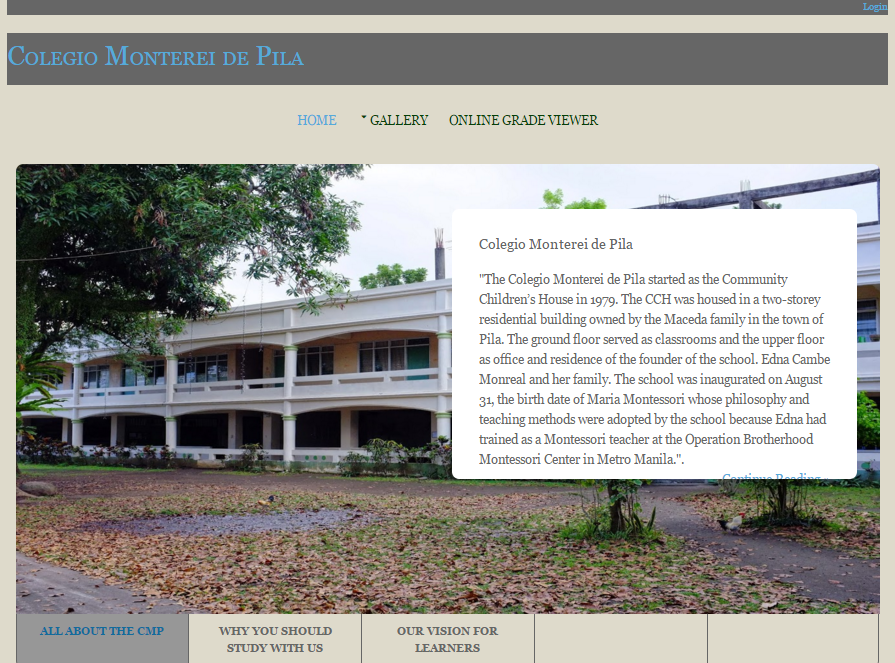 Login
Colegio Monterei de Pila
HOME
GALLERY
ONLINE GRADE VIEWER
Colegio Monterei de Pila
"The Colegio Monterei de Pila started as the Community
Children's House in 1979. The CCH was housed in a two-storey
residential building owned by the Maceda family in the town of
Pila. The ground floor served as classrooms and the upper floor
as office and residence of the founder of the school. Edna Cambe
Monreal and her family. The school was inaugurated on August
31, the birth date of Maria Montessori whose philosophy and
teaching methods were adopted by the school because Edna had
trained as a Montessori teacher at the Operation Brotherhood
Montessori Center in Metro Manila.".
Continue Reading
ALL ABOUT THE CMP
WHY YOU SHOULD
STUDY WITH US
OUR VISION FOR
LEARNERS